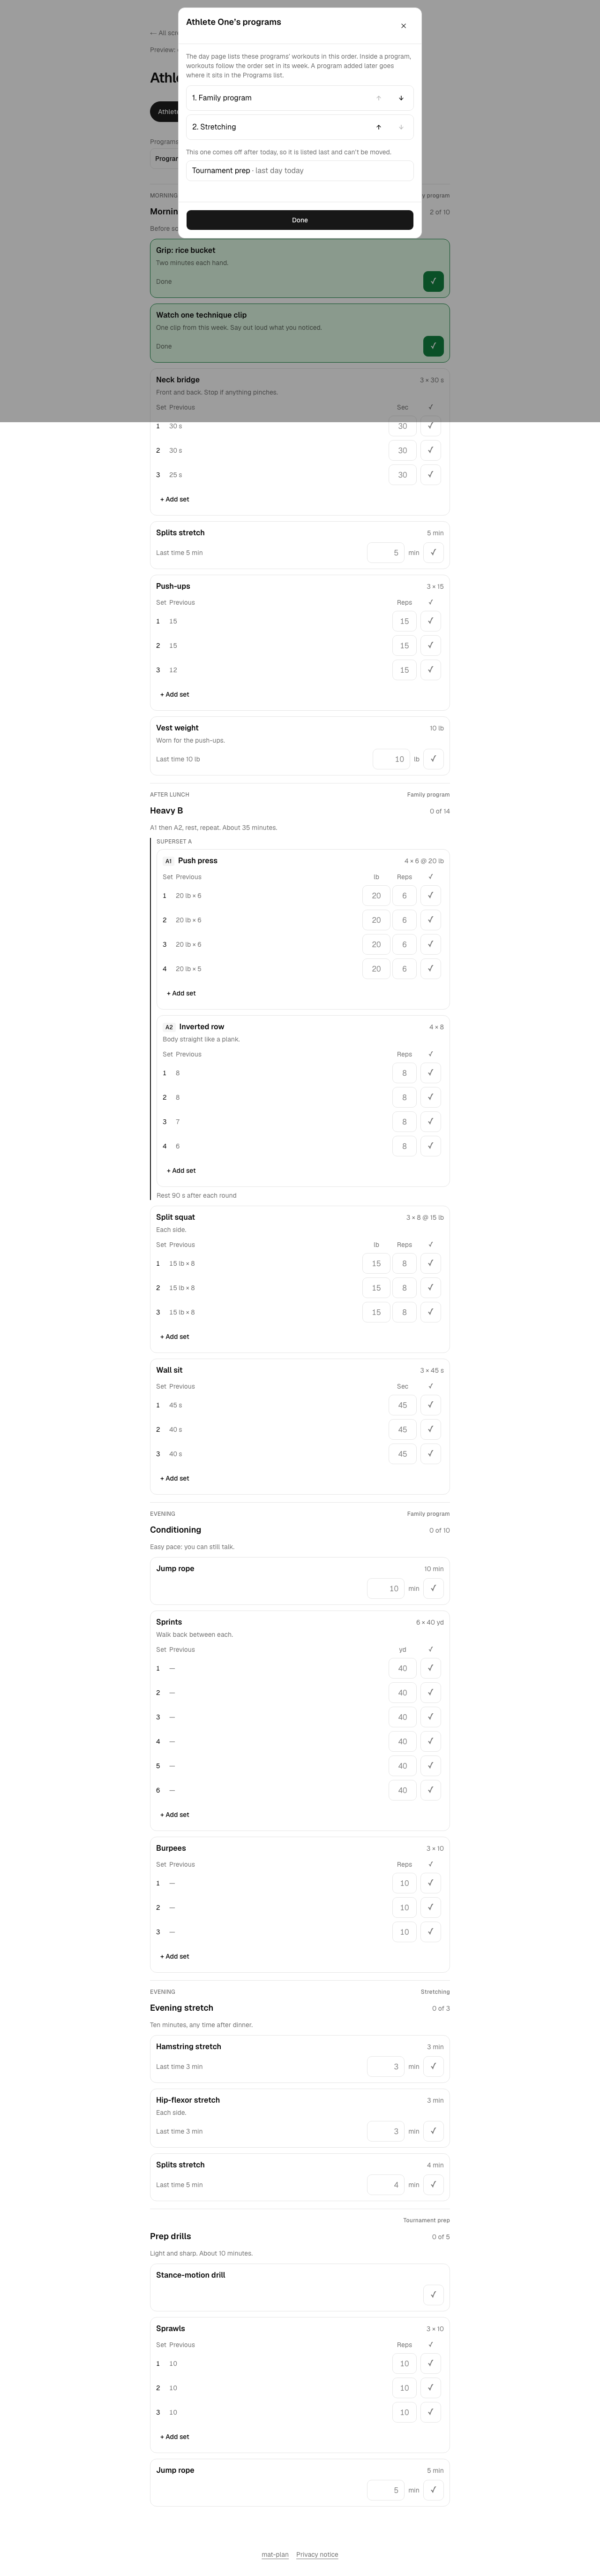 Athlete One's programs
×
The day page lists these programs' workouts in this order. Inside a program,
workouts follow the order set in its week. A program added later goes
where it sits in the Programs list.
1. Family program ↑ ↓
2. Stretching ↑ ↓
This one comes off after today, so it is listed last and can't be moved.
Tournament prep · last day today
Done
← All
Preview:
Athlete
Programs
MORNING
2 of 10
Before
Grip: rice bucket
Two minutes each hand.
Done ✓
Watch one technique clip
One clip from this week. Say out loud what you noticed.
Done ✓
Neck bridge 3 × 30 s
Front and back. Stop if anything pinches.
Set Previous Sec ✓
1 30 s 30 ✓
2 30 s 30 ✓
3 25 s 30 ✓
+ Add set
Splits stretch 5 min
Last time 5 min 5 min ✓
Push-ups 3 × 15
Set Previous Reps ✓
1 15 15 ✓
2 15 15 ✓
3 12 15 ✓
+ Add set
Vest weight 10 lb
Worn for the push-ups.
Last time 10 lb 10 lb ✓
AFTER LUNCH Family program
Heavy B 0 of 14
A1 then A2, rest, repeat. About 35 minutes.
SUPERSET A
A1 Push press 4 × 6 @ 20 lb
Set Previous lb Reps ✓
1 20 lb × 6 20 6 ✓
2 20 lb × 6 20 6 ✓
3 20 lb × 6 20 6 ✓
4 20 lb × 5 20 6 ✓
+ Add set
A2 Inverted row 4 × 8
Body straight like a plank.
Set Previous Reps ✓
1 8 8 ✓
2 8 8 ✓
3 7 8 ✓
4 6 8 ✓
+ Add set
Rest 90 s after each round
Split squat 3 × 8 @ 15 lb
Each side.
Set Previous lb Reps ✓
1 15 lb × 8 15 8 ✓
2 15 lb × 8 15 8 ✓
3 15 lb × 8 15 8 ✓
+ Add set
Wall sit 3 × 45 s
Set Previous Sec ✓
1 45 s 45 ✓
2 40 s 45 ✓
3 40 s 45 ✓
+ Add set
EVENING Family program
Conditioning 0 of 10
Easy pace: you can still talk.
Jump rope 10 min
10 min ✓
Sprints 6 × 40 yd
Walk back between each.
Set Previous yd ✓
1 — 40 ✓
2 — 40 ✓
3 — 40 ✓
4 — 40 ✓
5 — 40 ✓
6 — 40 ✓
+ Add set
Burpees 3 × 10
Set Previous Reps ✓
1 — 10 ✓
2 — 10 ✓
3 — 10 ✓
+ Add set
EVENING Stretching
Evening stretch 0 of 3
Ten minutes, any time after dinner.
Hamstring stretch 3 min
Last time 3 min 3 min ✓
Hip-flexor stretch 3 min
Each side.
Last time 3 min 3 min ✓
Splits stretch 4 min
Last time 5 min 4 min ✓
Tournament prep
Prep drills 0 of 5
Light and sharp. About 10 minutes.
Stance-motion drill
✓
Sprawls 3 × 10
Set Previous Reps ✓
1 10 10 ✓
2 10 10 ✓
3 10 10 ✓
+ Add set
Jump rope 5 min
5 min ✓
mat-plan Privacy notice